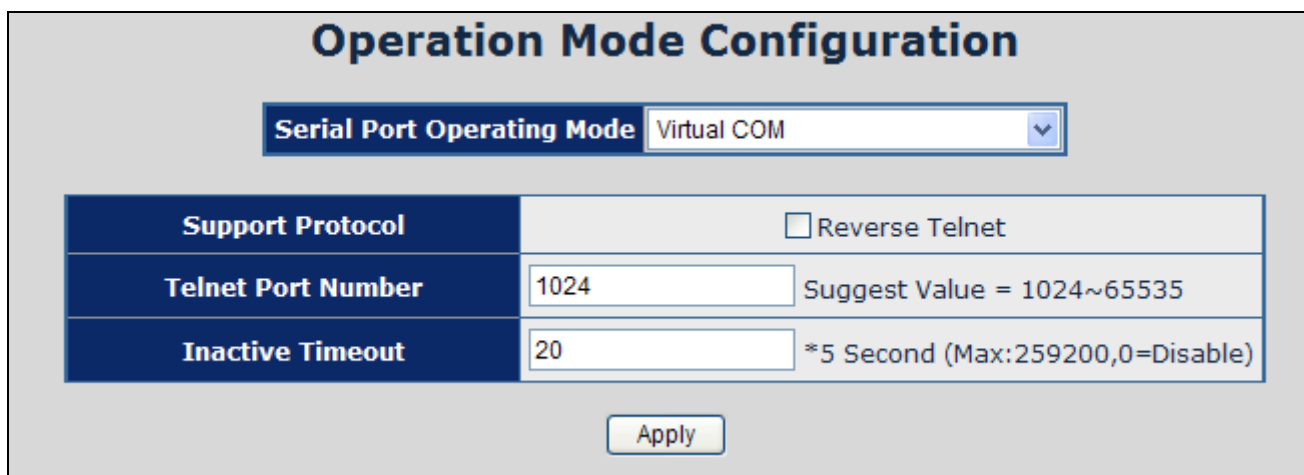 Operation Mode Configuration
Serial Port Operating Mode Virtual COM
Support Protocol Reverse Telnet
Telnet Port Number 1024 Suggest Value = 1024~65535
Inactive Timeout 20 *5 Second (Max:259200,0=Disable)
Apply